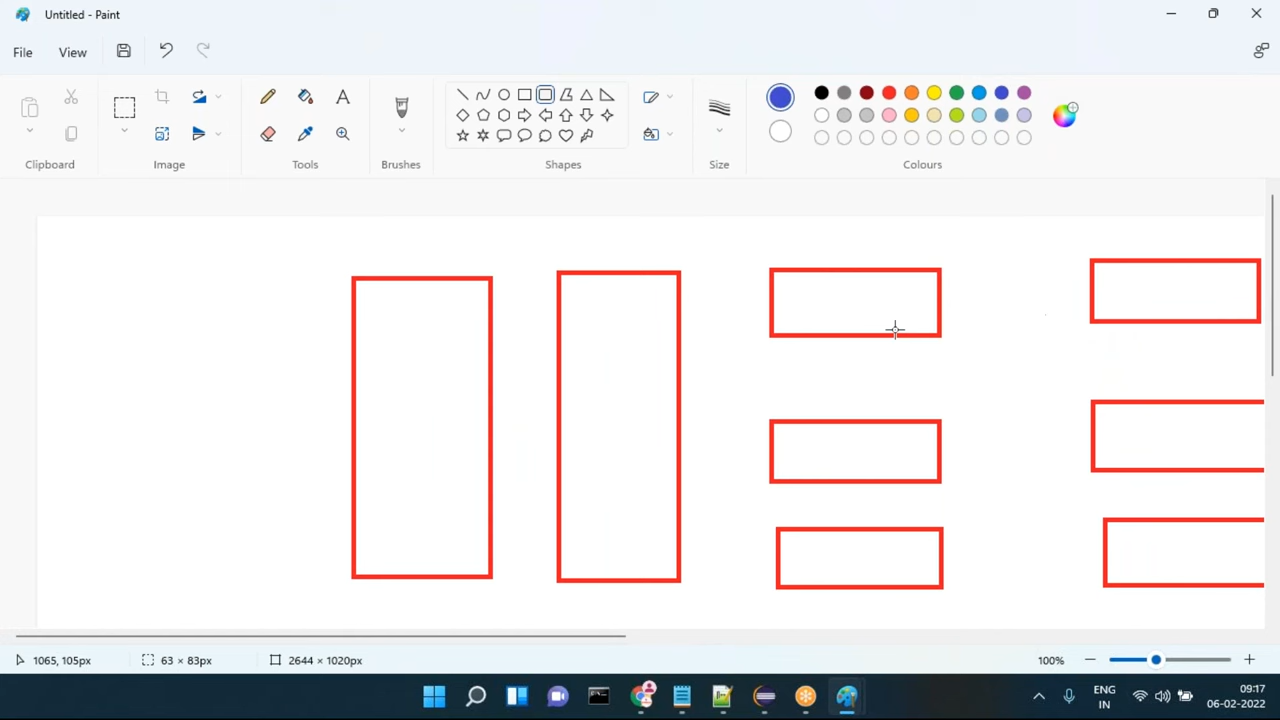 Untitled - Paint
File View
Clipboard Image Tools Brushes Shapes Size Colours
1065, 105px 63 × 83px 2644 × 1020px 100%
ENG 09:17
IN 06-02-2022